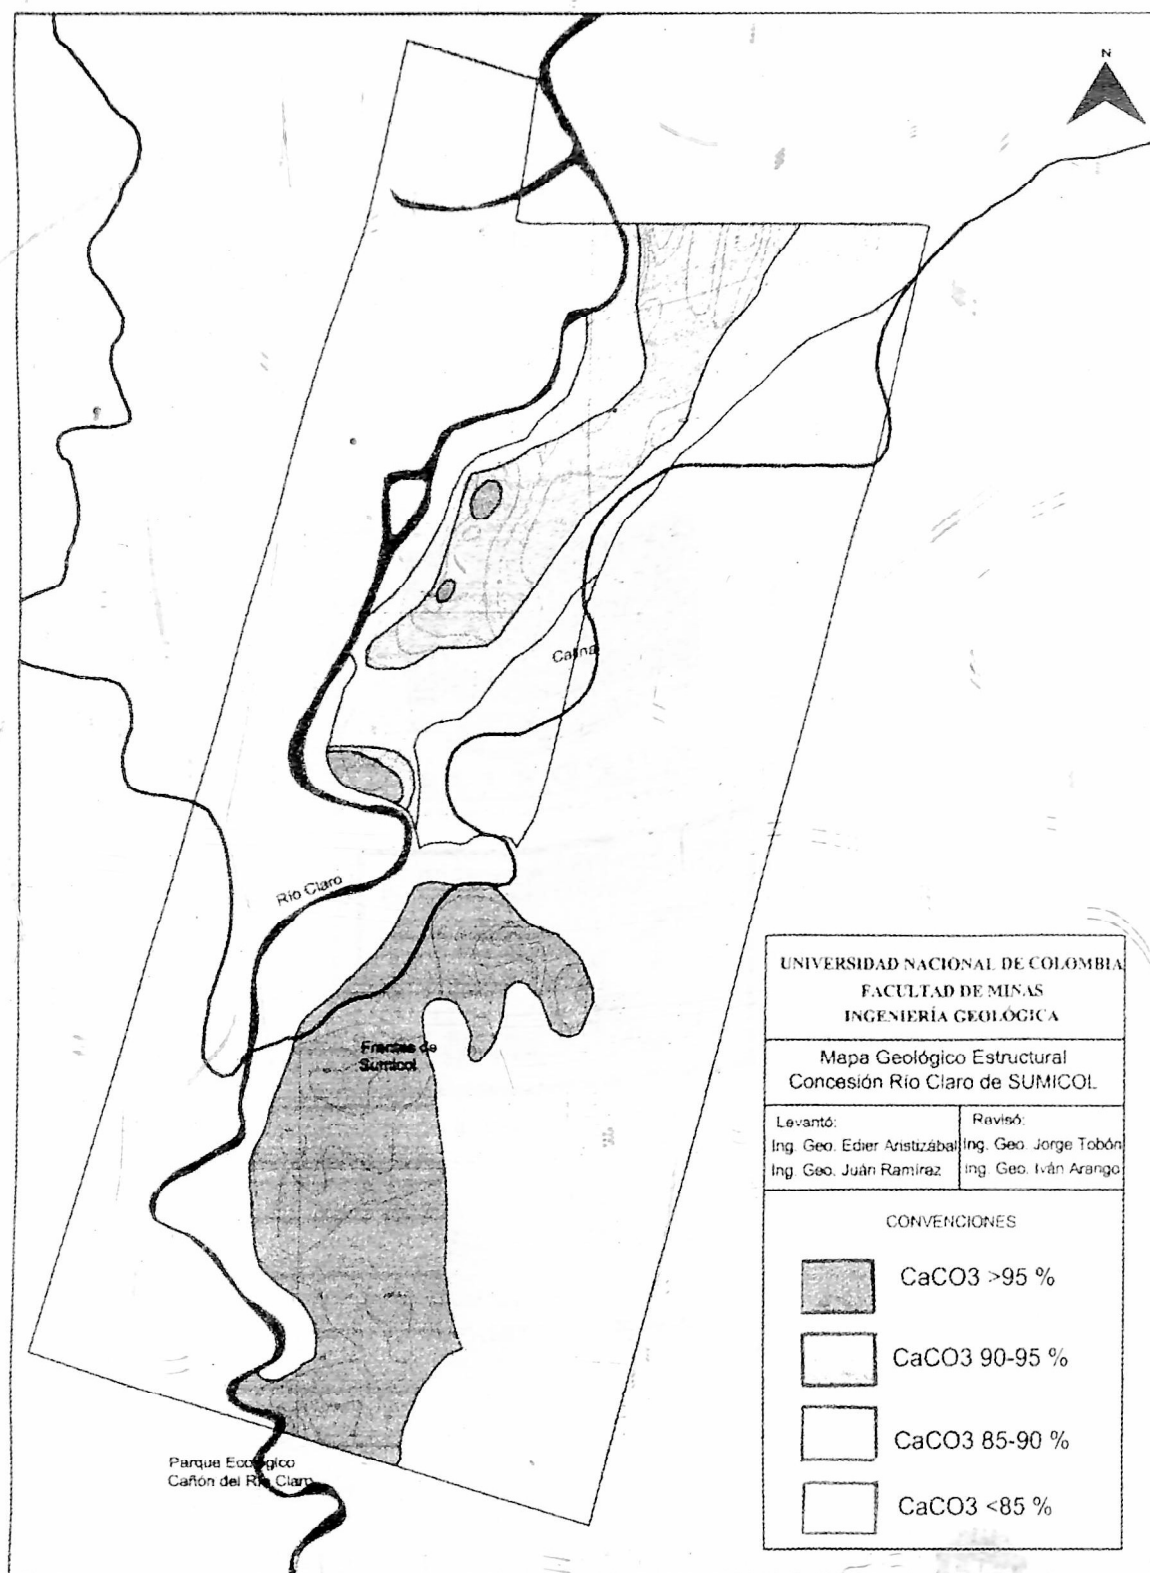 N
Calina
Río Claro
Frentes de
Sumicol
Parque Ecológico
Cañón del Río Claro
UNIVERSIDAD NACIONAL DE COLOMBIA
FACULTAD DE MINAS
INGENIERÍA GEOLÓGICA
Mapa Geológico Estructural
Concesión Río Claro de SUMICOL
Levantó:
Ing. Geo. Edier Aristizábal
Ing. Geo. Juán Ramírez
Revisó:
Ing. Geo. Jorge Tobón
Ing. Geo. Iván Arango
CONVENCIONES
CaCO3 >95 %
CaCO3 90-95 %
CaCO3 85-90 %
CaCO3 <85 %